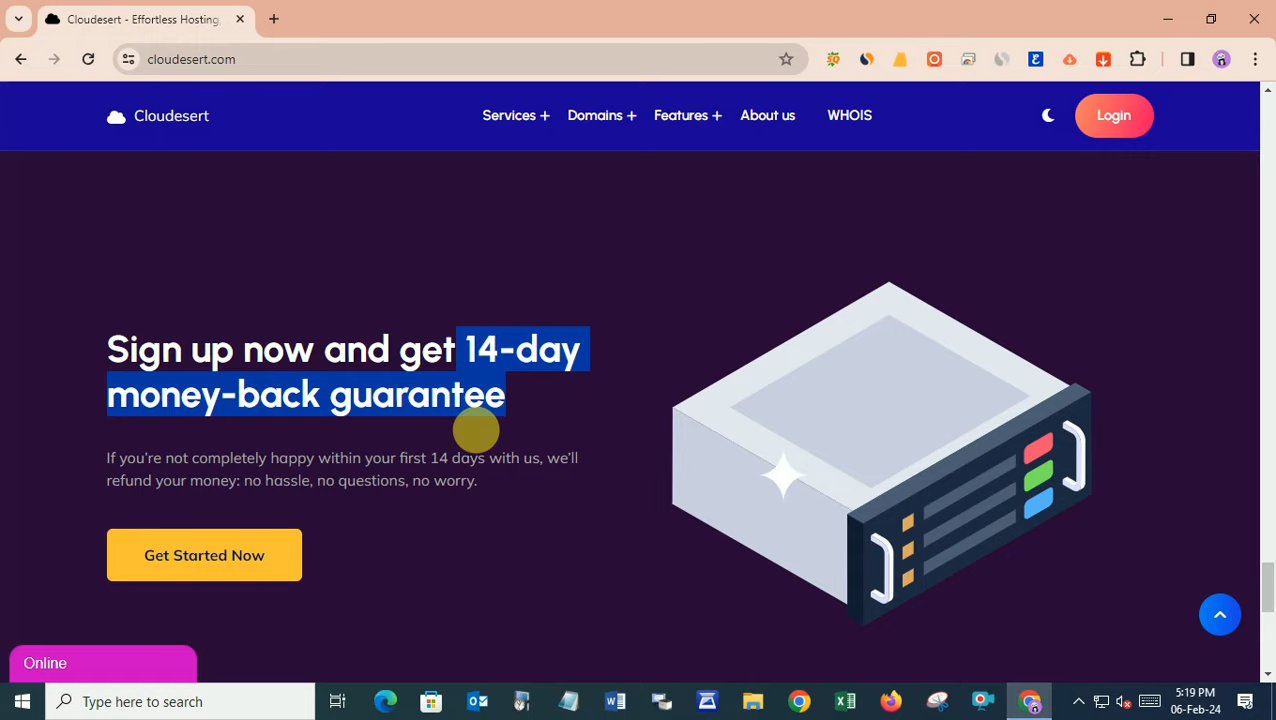 Cloudesert - Effortless Hosting,
cloudesert.com
Cloudesert
Services +
Domains +
Features +
About us
WHOIS
Login
Sign up now and get 14-day
money-back guarantee
If you're not completely happy within your first 14 days with us, we'll
refund your money: no hassle, no questions, no worry.
Get Started Now
Online
Type here to search
5:19 PM
06-Feb-24